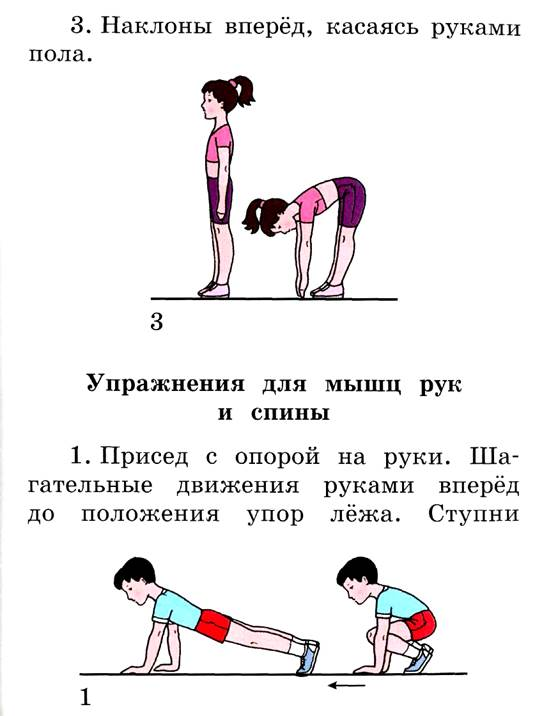 3. Наклоны вперёд, касаясь руками
пола.
3
Упражнения для мышц рук
и спины
1. Присед с опорой на руки. Ша-
гательные движения руками вперёд
до положения упор лёжа. Ступни
1